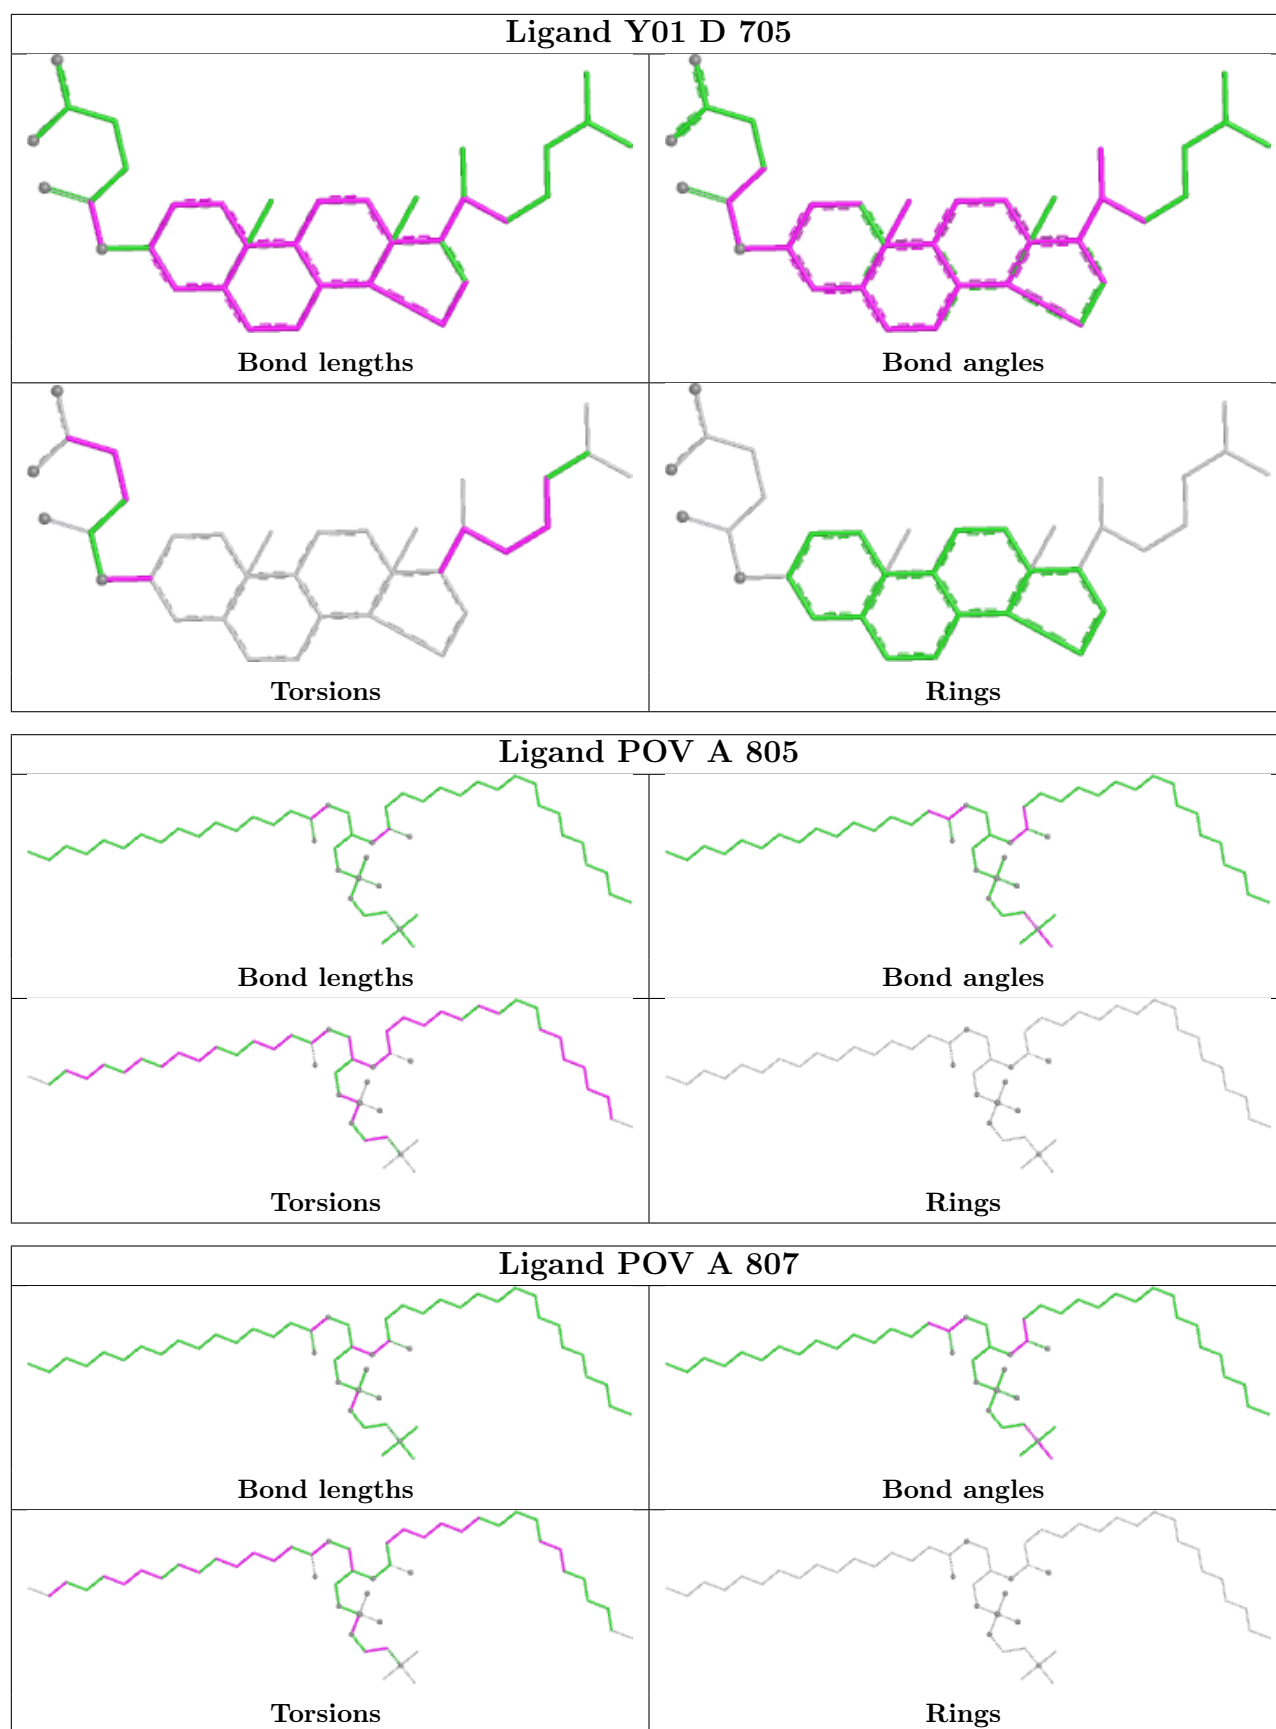 Ligand Y01 D 705
Bond lengths
Bond angles
Torsions
Rings
Ligand POV A 805
Bond lengths
Bond angles
Torsions
Rings
Ligand POV A 807
Bond lengths
Bond angles
Torsions
Rings